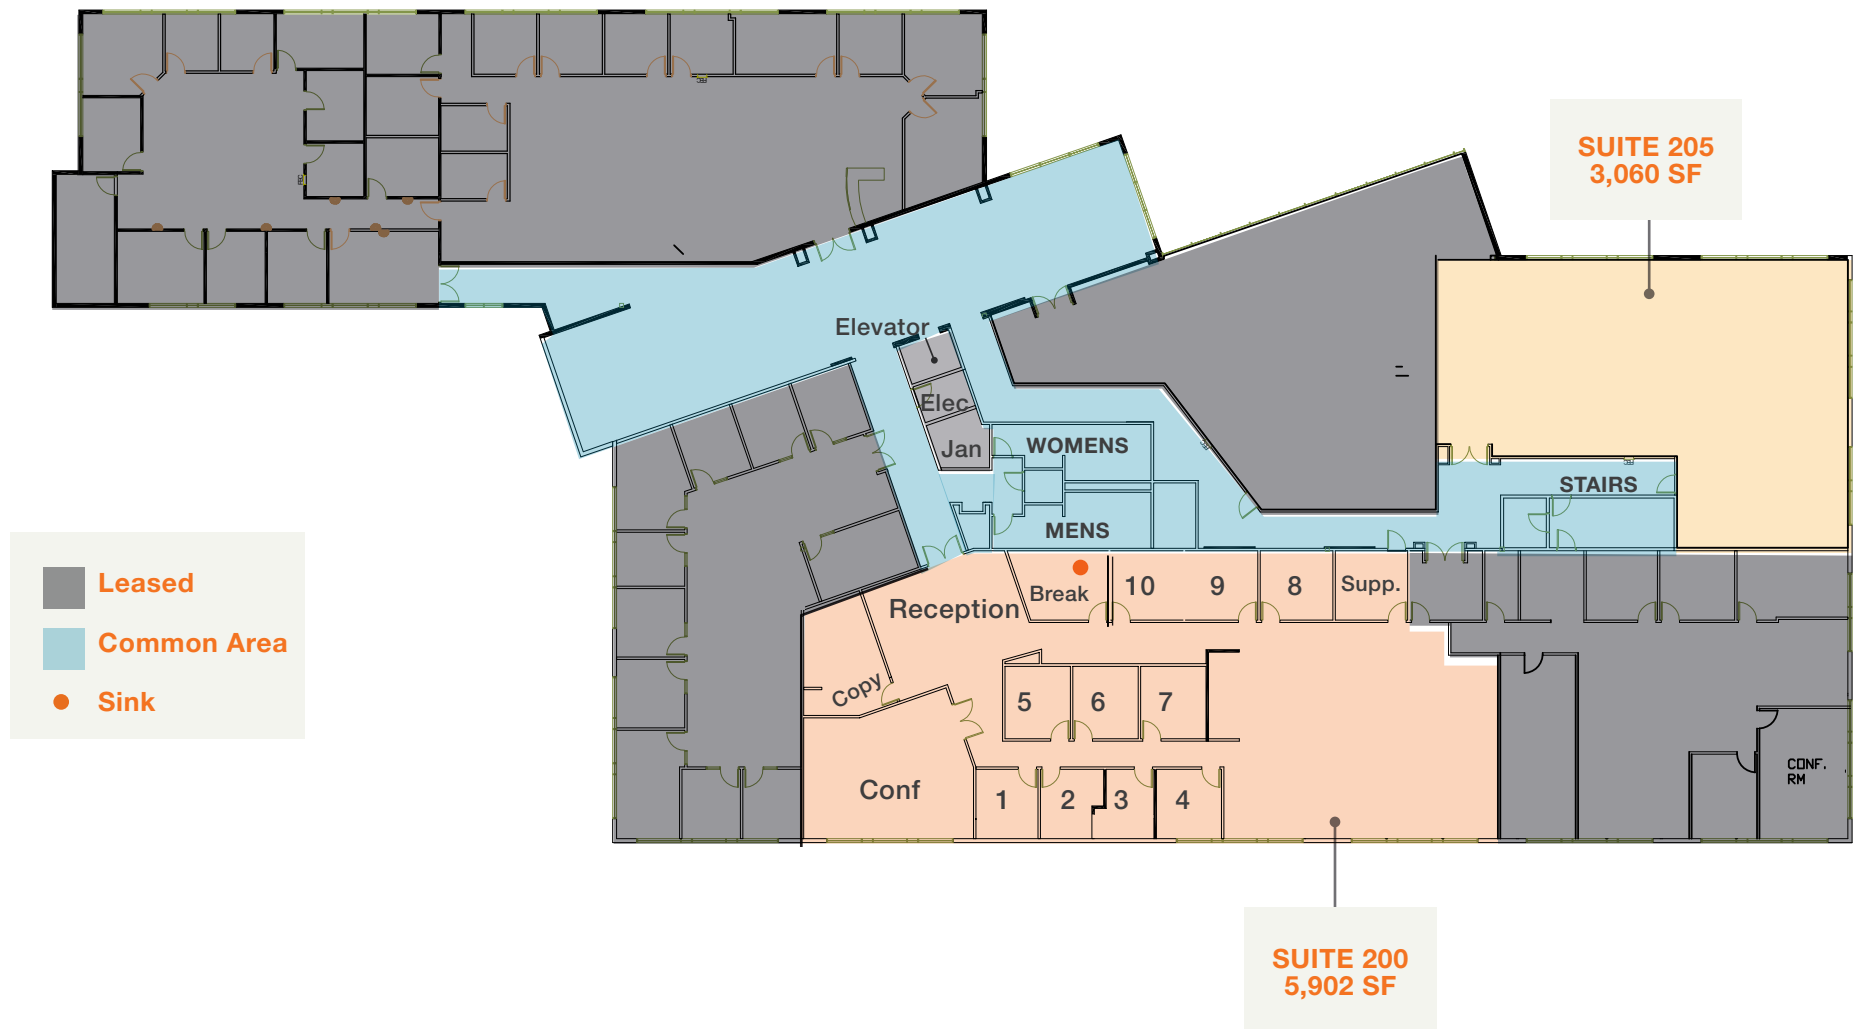 SUITE 205
3,060 SF
Elevator
Elec
Jan
WOMENS
MENS
STAIRS
Leased
Common Area
Sink
Reception
Break
10
9
8
Supp.
Copy
5
6
7
Conf
1
2
3
4
CONF.
RM
SUITE 200
5,902 SF